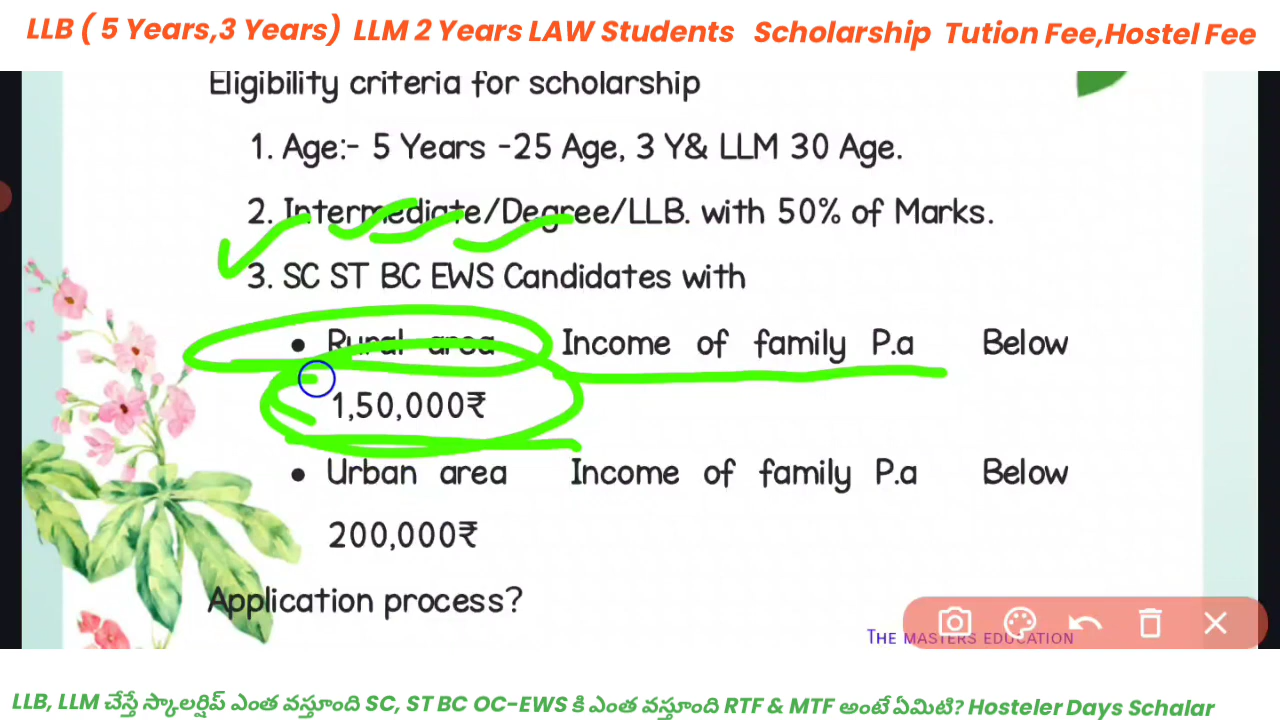 LLB ( 5 Years,3 Years) LLM 2 Years LAW Students Scholarship Tution Fee,Hostel Fee
Eligibility criteria for scholarship
1. Age:- 5 Years -25 Age, 3 Y& LLM 30 Age.
2. Intermediate/Degree/LLB. with 50% of Marks.
3. SC ST BC EWS Candidates with
• Rural area Income of family P.a Below
1,50,000₹
• Urban area Income of family P.a Below
200,000₹
Application process?
THE MASTERS EDUCATION
LLB, LLM చేస్తే స్కాలర్షిప్ ఎంత వస్తూంది SC, ST BC OC-EWS కి ఎంత వస్తూంది RTF & MTF అంటే ఏమిటి? Hosteler Days Schalar